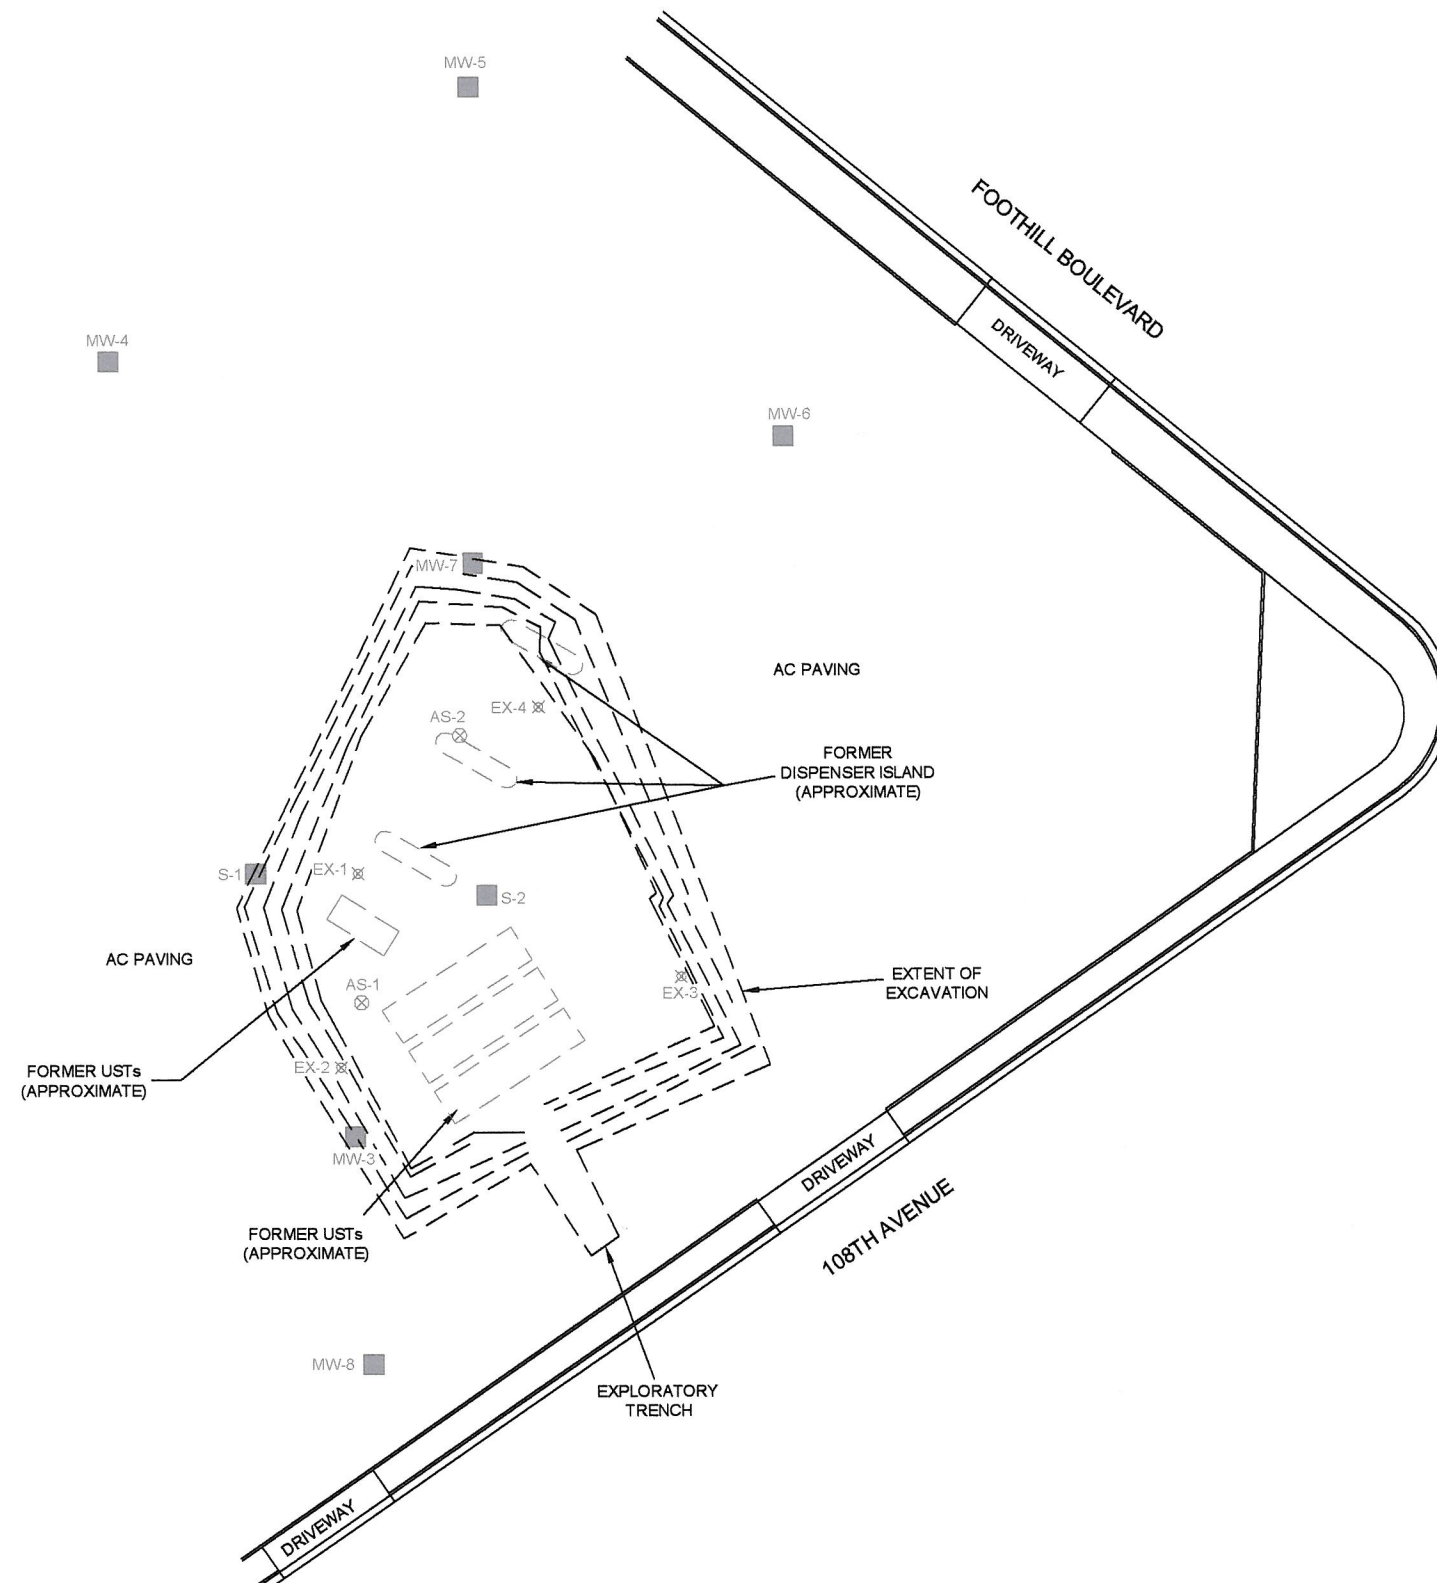 MW-5
FOOTHILL BOULEVARD
DRIVEWAY
MW-4
MW-6
MW-7
AC PAVING
EX-4
AS-2
FORMER
DISPENSER ISLAND
(APPROXIMATE)
S-1
EX-1
S-2
AC PAVING
EXTENT OF
EXCAVATION
AS-1
EX-3
EX-2
FORMER USTs
(APPROXIMATE)
MW-3
DRIVEWAY
108TH AVENUE
FORMER USTs
(APPROXIMATE)
MW-8
EXPLORATORY
TRENCH
DRIVEWAY